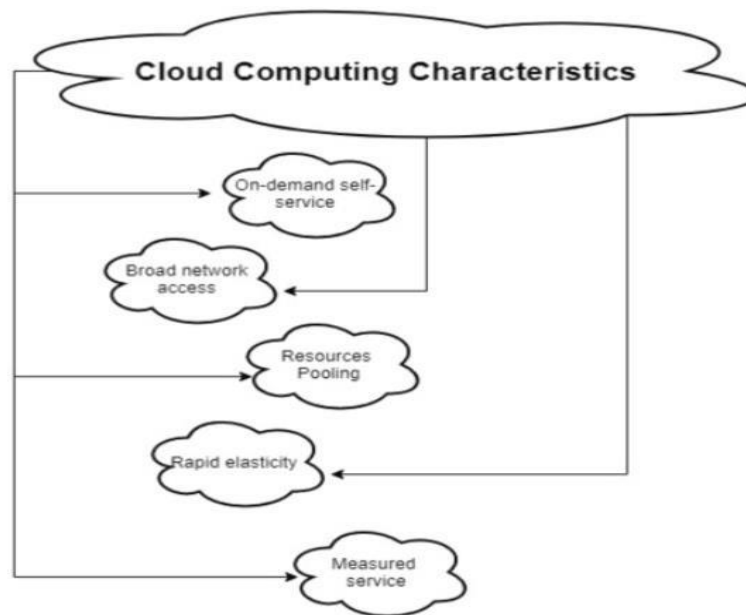 Cloud Computing Characteristics
On-demand self-
service
Broad network
access
Resources
Pooling
Rapid elasticity
Measured
service